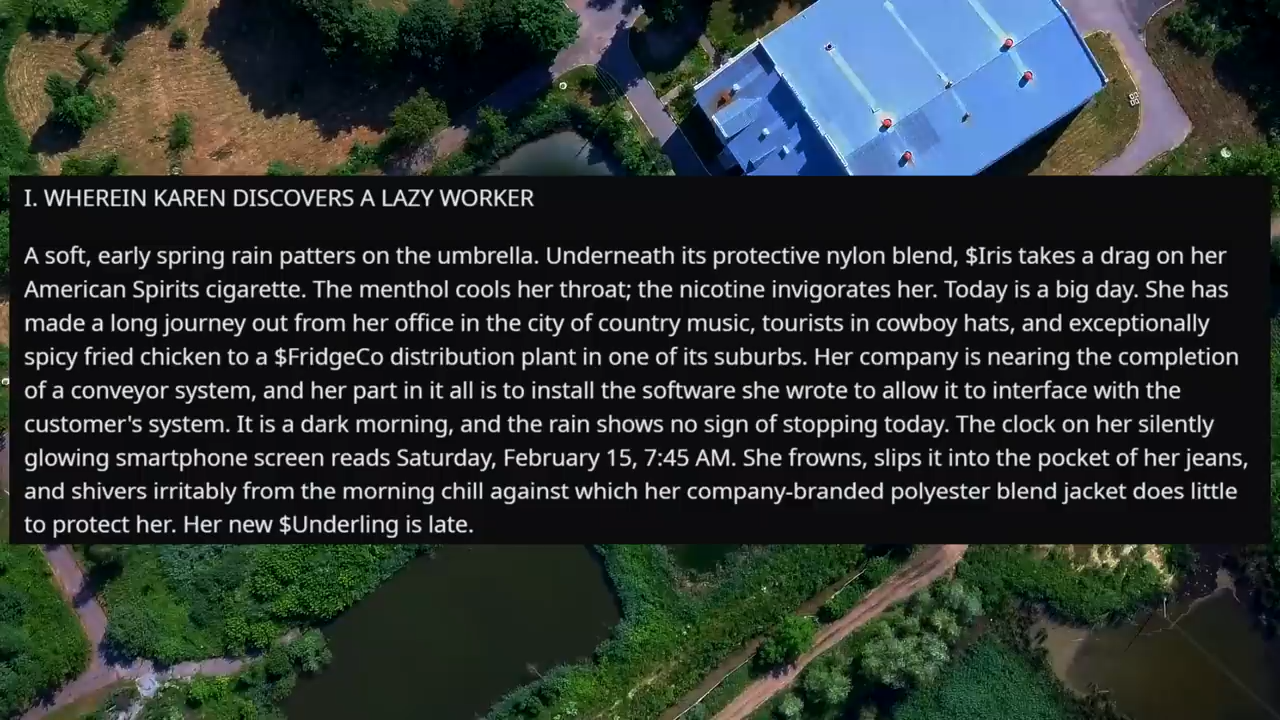 I. WHEREIN KAREN DISCOVERS A LAZY WORKER
A soft, early spring rain patters on the umbrella. Underneath its protective nylon blend, $Iris takes a drag on her
American Spirits cigarette. The menthol cools her throat; the nicotine invigorates her. Today is a big day. She has
made a long journey out from her office in the city of country music, tourists in cowboy hats, and exceptionally
spicy fried chicken to a $FridgeCo distribution plant in one of its suburbs. Her company is nearing the completion
of a conveyor system, and her part in it all is to install the software she wrote to allow it to interface with the
customer's system. It is a dark morning, and the rain shows no sign of stopping today. The clock on her silently
glowing smartphone screen reads Saturday, February 15, 7:45 AM. She frowns, slips it into the pocket of her jeans,
and shivers irritably from the morning chill against which her company-branded polyester blend jacket does little
to protect her. Her new $Underling is late.